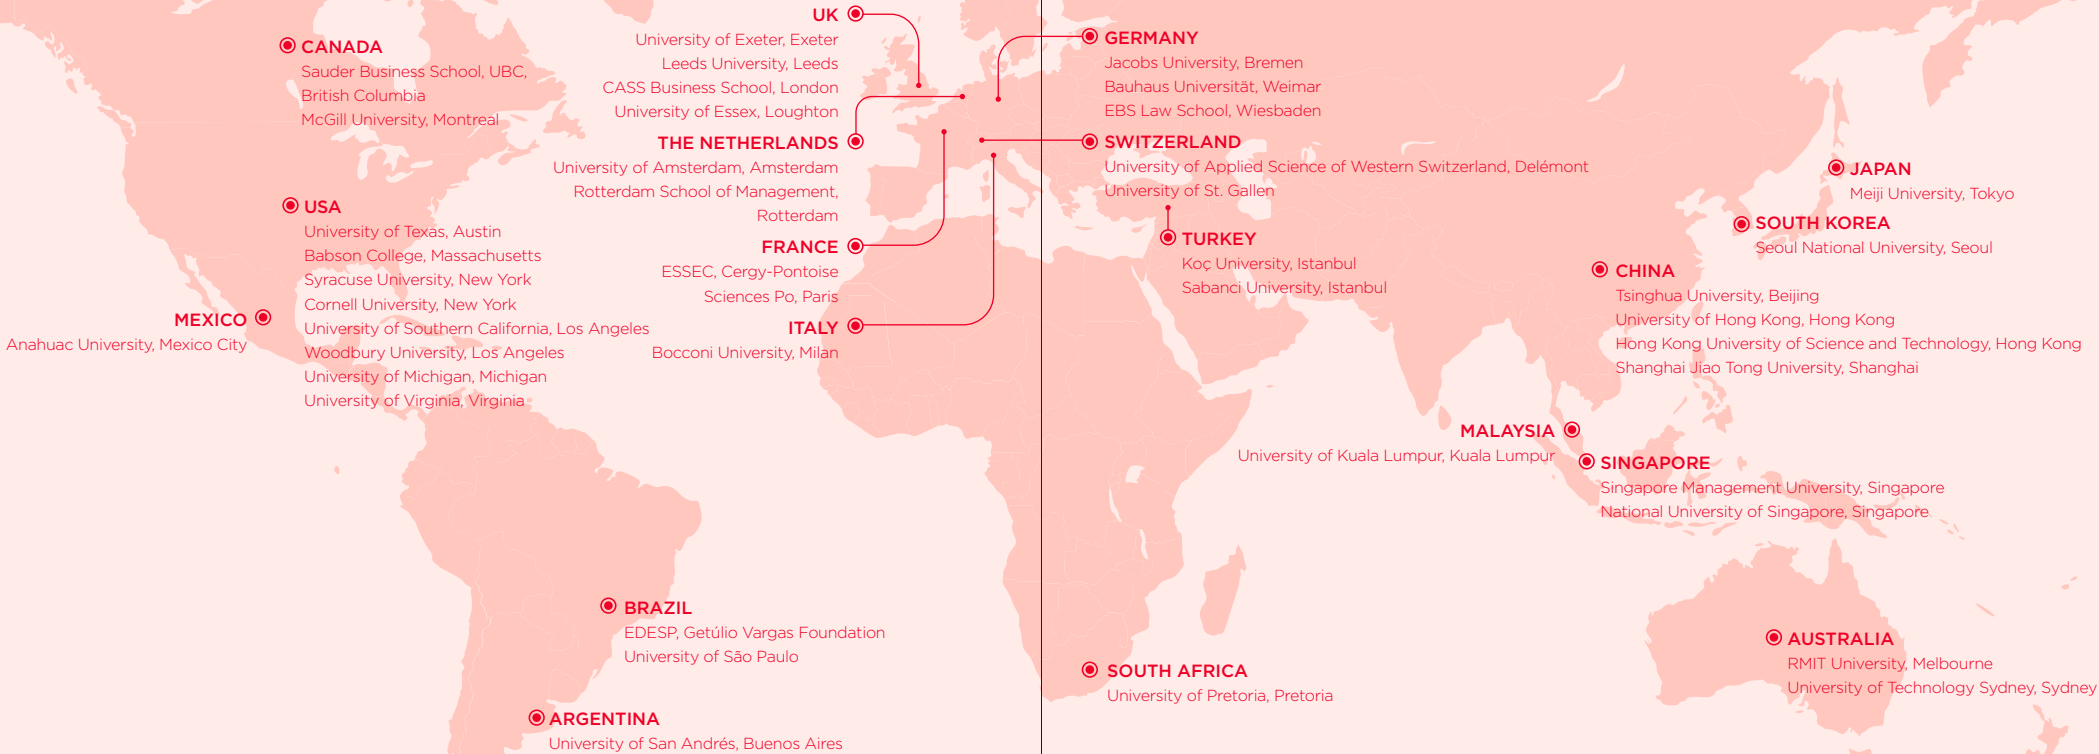 CANADA
Sauder Business School, UBC,
British Columbia
McGill University, Montreal
USA
University of Texas, Austin
Babson College, Massachusetts
Syracuse University, New York
Cornell University, New York
University of Southern California, Los Angeles
Woodbury University, Los Angeles
University of Michigan, Michigan
University of Virginia, Virginia
MEXICO
Anahuac University, Mexico City
UK
University of Exeter, Exeter
Leeds University, Leeds
CASS Business School, London
University of Essex, Loughton
THE NETHERLANDS
University of Amsterdam, Amsterdam
Rotterdam School of Management,
Rotterdam
FRANCE
ESSEC, Cergy-Pontoise
Sciences Po, Paris
ITALY
Bocconi University, Milan
BRAZIL
EDESP, Getúlio Vargas Foundation
University of São Paulo
ARGENTINA
University of San Andrés, Buenos Aires
GERMANY
Jacobs University, Bremen
Bauhaus Universität, Weimar
EBS Law School, Wiesbaden
SWITZERLAND
University of Applied Science of Western Switzerland, Delémont
University of St. Gallen
TURKEY
Koç University, Istanbul
Sabanci University, Istanbul
JAPAN
Meiji University, Tokyo
SOUTH KOREA
Seoul National University, Seoul
CHINA
Tsinghua University, Beijing
University of Hong Kong, Hong Kong
Hong Kong University of Science and Technology, Hong Kong
Shanghai Jiao Tong University, Shanghai
MALAYSIA
University of Kuala Lumpur, Kuala Lumpur
SINGAPORE
Singapore Management University, Singapore
National University of Singapore, Singapore
SOUTH AFRICA
University of Pretoria, Pretoria
AUSTRALIA
RMIT University, Melbourne
University of Technology Sydney, Sydney